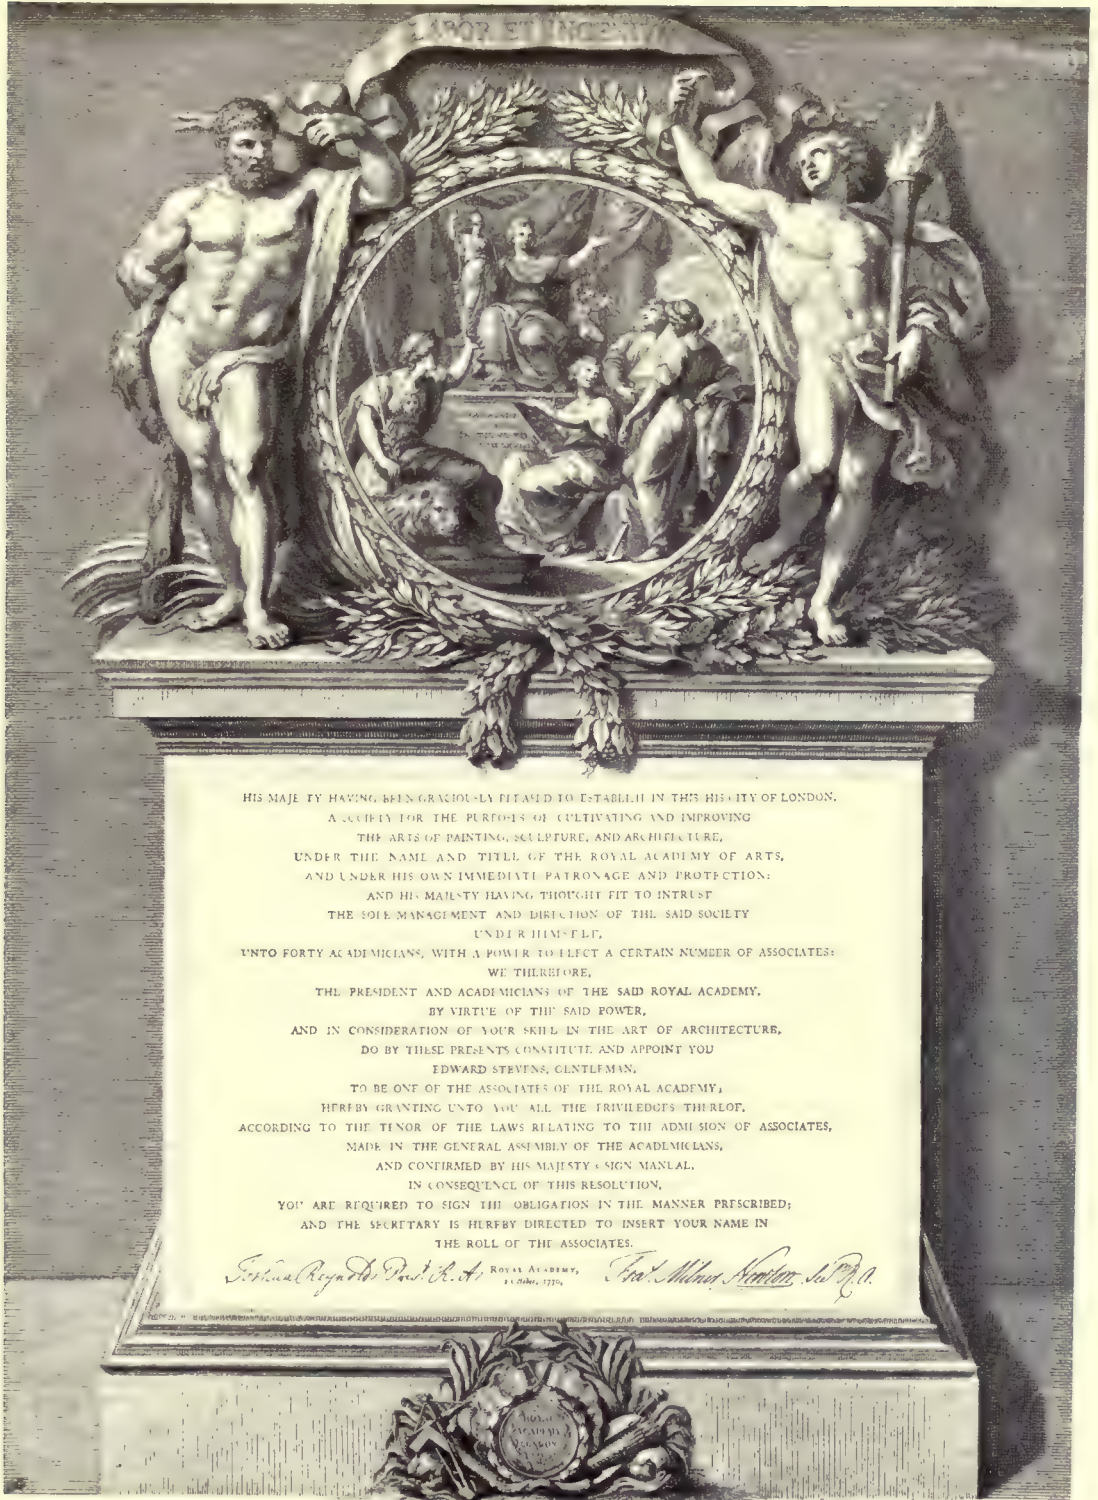 LABOR ET INGENIUM
HIS MAJESTY HAVING BEEN GRACIOUSLY PLEASED TO ESTABLISH IN THIS HIS CITY OF LONDON,
A SOCIETY FOR THE PURPOSES OF CULTIVATING AND IMPROVING
THE ARTS OF PAINTING, SCULPTURE, AND ARCHITECTURE,
UNDER THE NAME AND TITLE OF THE ROYAL ACADEMY OF ARTS,
AND UNDER HIS OWN IMMEDIATE PATRONAGE AND PROTECTION:
AND HIS MAJESTY HAVING THOUGHT FIT TO INTRUST
THE SOLE MANAGEMENT AND DIRECTION OF THE SAID SOCIETY
UNDER HIMSELF,
UNTO FORTY ACADEMICIANS, WITH A POWER TO ELECT A CERTAIN NUMBER OF ASSOCIATES:
WE THEREFORE,
THE PRESIDENT AND ACADEMICIANS OF THE SAID ROYAL ACADEMY,
BY VIRTUE OF THE SAID POWER,
AND IN CONSIDERATION OF YOUR SKILL IN THE ART OF ARCHITECTURE,
DO BY THESE PRESENTS CONSTITUTE AND APPOINT YOU
EDWARD STEVENS, GENTLEMAN,
TO BE ONE OF THE ASSOCIATES OF THE ROYAL ACADEMY;
HEREBY GRANTING UNTO YOU ALL THE PRIVILEDGES THEREOF,
ACCORDING TO THE TENOR OF THE LAWS RELATING TO THE ADMISSION OF ASSOCIATES,
MADE IN THE GENERAL ASSEMBLY OF THE ACADEMICIANS,
AND CONFIRMED BY HIS MAJESTY'S SIGN MANUAL.
IN CONSEQUENCE OF THIS RESOLUTION,
YOU ARE REQUIRED TO SIGN THE OBLIGATION IN THE MANNER PRESCRIBED;
AND THE SECRETARY IS HEREBY DIRECTED TO INSERT YOUR NAME IN
THE ROLL OF THE ASSOCIATES.
Joshua Reynolds Pres.t R. A. ROYAL ACADEMY, Fra.s Milner Newton Sec.ry R.A.
1770.
ROYAL
ACADEMY
LONDON